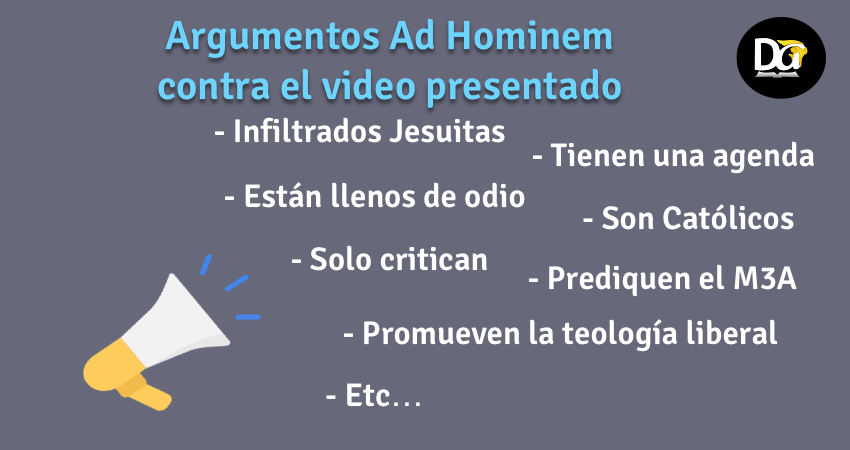 Argumentos Ad Hominem
contra el video presentado
- Infiltrados Jesuitas
- Tienen una agenda
- Están llenos de odio
- Son Católicos
- Solo critican
- Prediquen el M3A
- Promueven la teología liberal
- Etc...
DG